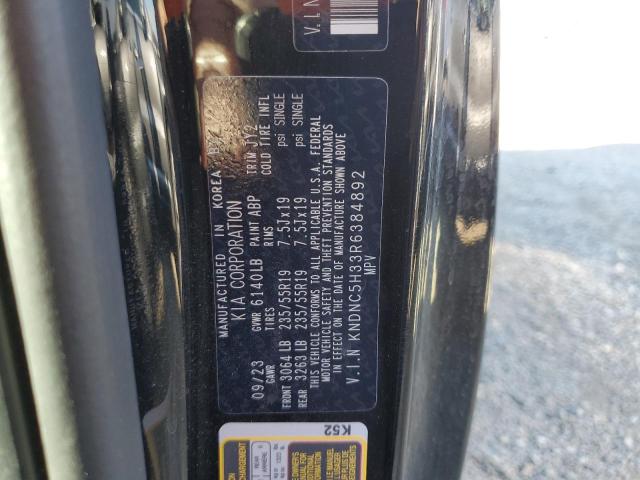 V.I.N
MANUFACTURED IN KOREA
KIA CORPORATION
09/23 GVWR 6140LB PAINT ABP TRIM JY2
GAWR TIRES RIMS COLD TIRE INFL
FRONT 3064 LB 235/55R19 7.5Jx19 psi SINGLE
REAR 3263 LB 235/55R19 7.5Jx19 psi SINGLE
THIS VEHICLE CONFORMS TO ALL APPLICABLE U.S.A. FEDERAL
MOTOR VEHICLE SAFETY AND THEFT PREVENTION STANDARDS
IN EFFECT ON THE DATE OF MANUFACTURE SHOWN ABOVE
V.I.N KNDNC5H33R6384892
MPV
K52